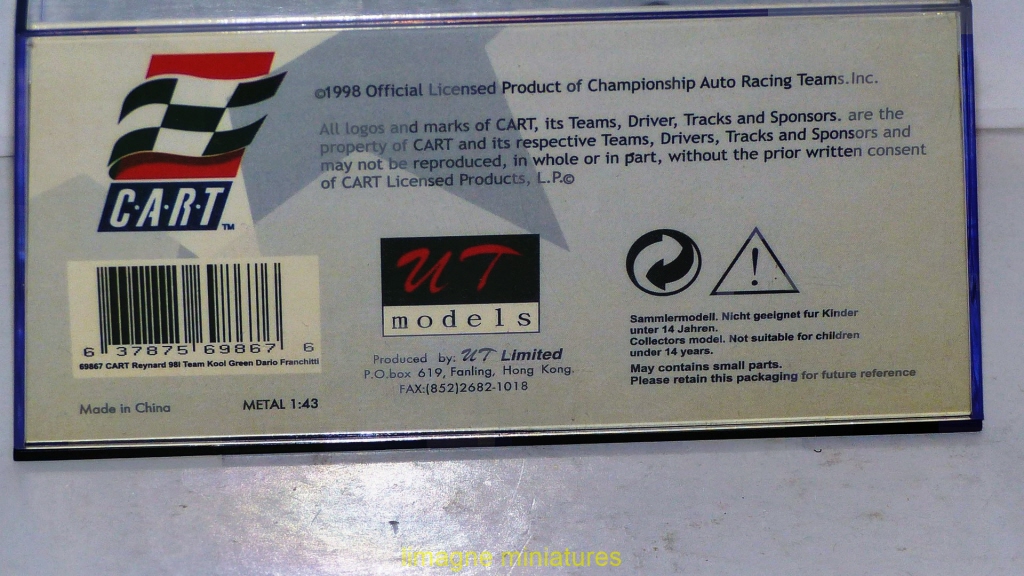 ©1998 Official Licensed Product of Championship Auto Racing Teams.Inc.
All logos and marks of CART, its Teams, Driver, Tracks and Sponsors. are the
property of CART and its respective Teams, Drivers, Tracks and Sponsors and
may not be reproduced, in whole or in part, without the prior written consent
of CART Licensed Products, L.P.©
C·A·R·T™
6 37875 69867 6
69867 CART Reynard 98I Team Kool Green Dario Franchitti
Made in China
METAL 1:43
UT
models
Produced by: UT Limited
P.O.box 619, Fanling, Hong Kong.
FAX:(852)2682-1018
!
Sammlermodell. Nicht geeignet fur Kinder
unter 14 Jahren.
Collectors model. Not suitable for children
under 14 years.
May contains small parts.
Please retain this packaging for future reference
limagne miniatures